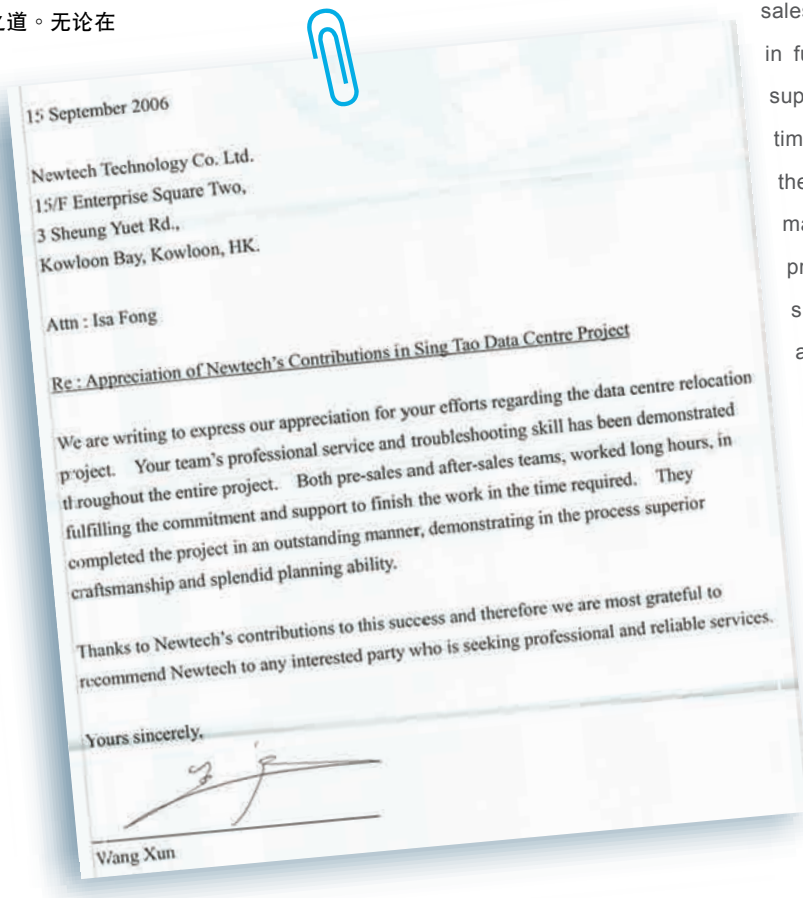 道。无论在
15 September 2006
Newtech Technology Co. Ltd.
15/F Enterprise Square Two,
3 Sheung Yuet Rd.,
Kowloon Bay, Kowloon, HK.
Attn : Isa Fong
Re : Appreciation of Newtech's Contributions in Sing Tao Data Centre Project
We are writing to express our appreciation for your efforts regarding the data centre relocation
project. Your team's professional service and troubleshooting skill has been demonstrated
throughout the entire project. Both pre-sales and after-sales teams, worked long hours, in
fulfilling the commitment and support to finish the work in the time required. They
completed the project in an outstanding manner, demonstrating in the process superior
craftsmanship and splendid planning ability.
Thanks to Newtech's contributions to this success and therefore we are most grateful to
recommend Newtech to any interested party who is seeking professional and reliable services.
Yours sincerely,
Wang Xun
sales
in fu
sup
tim
the
ma
pr
s
a